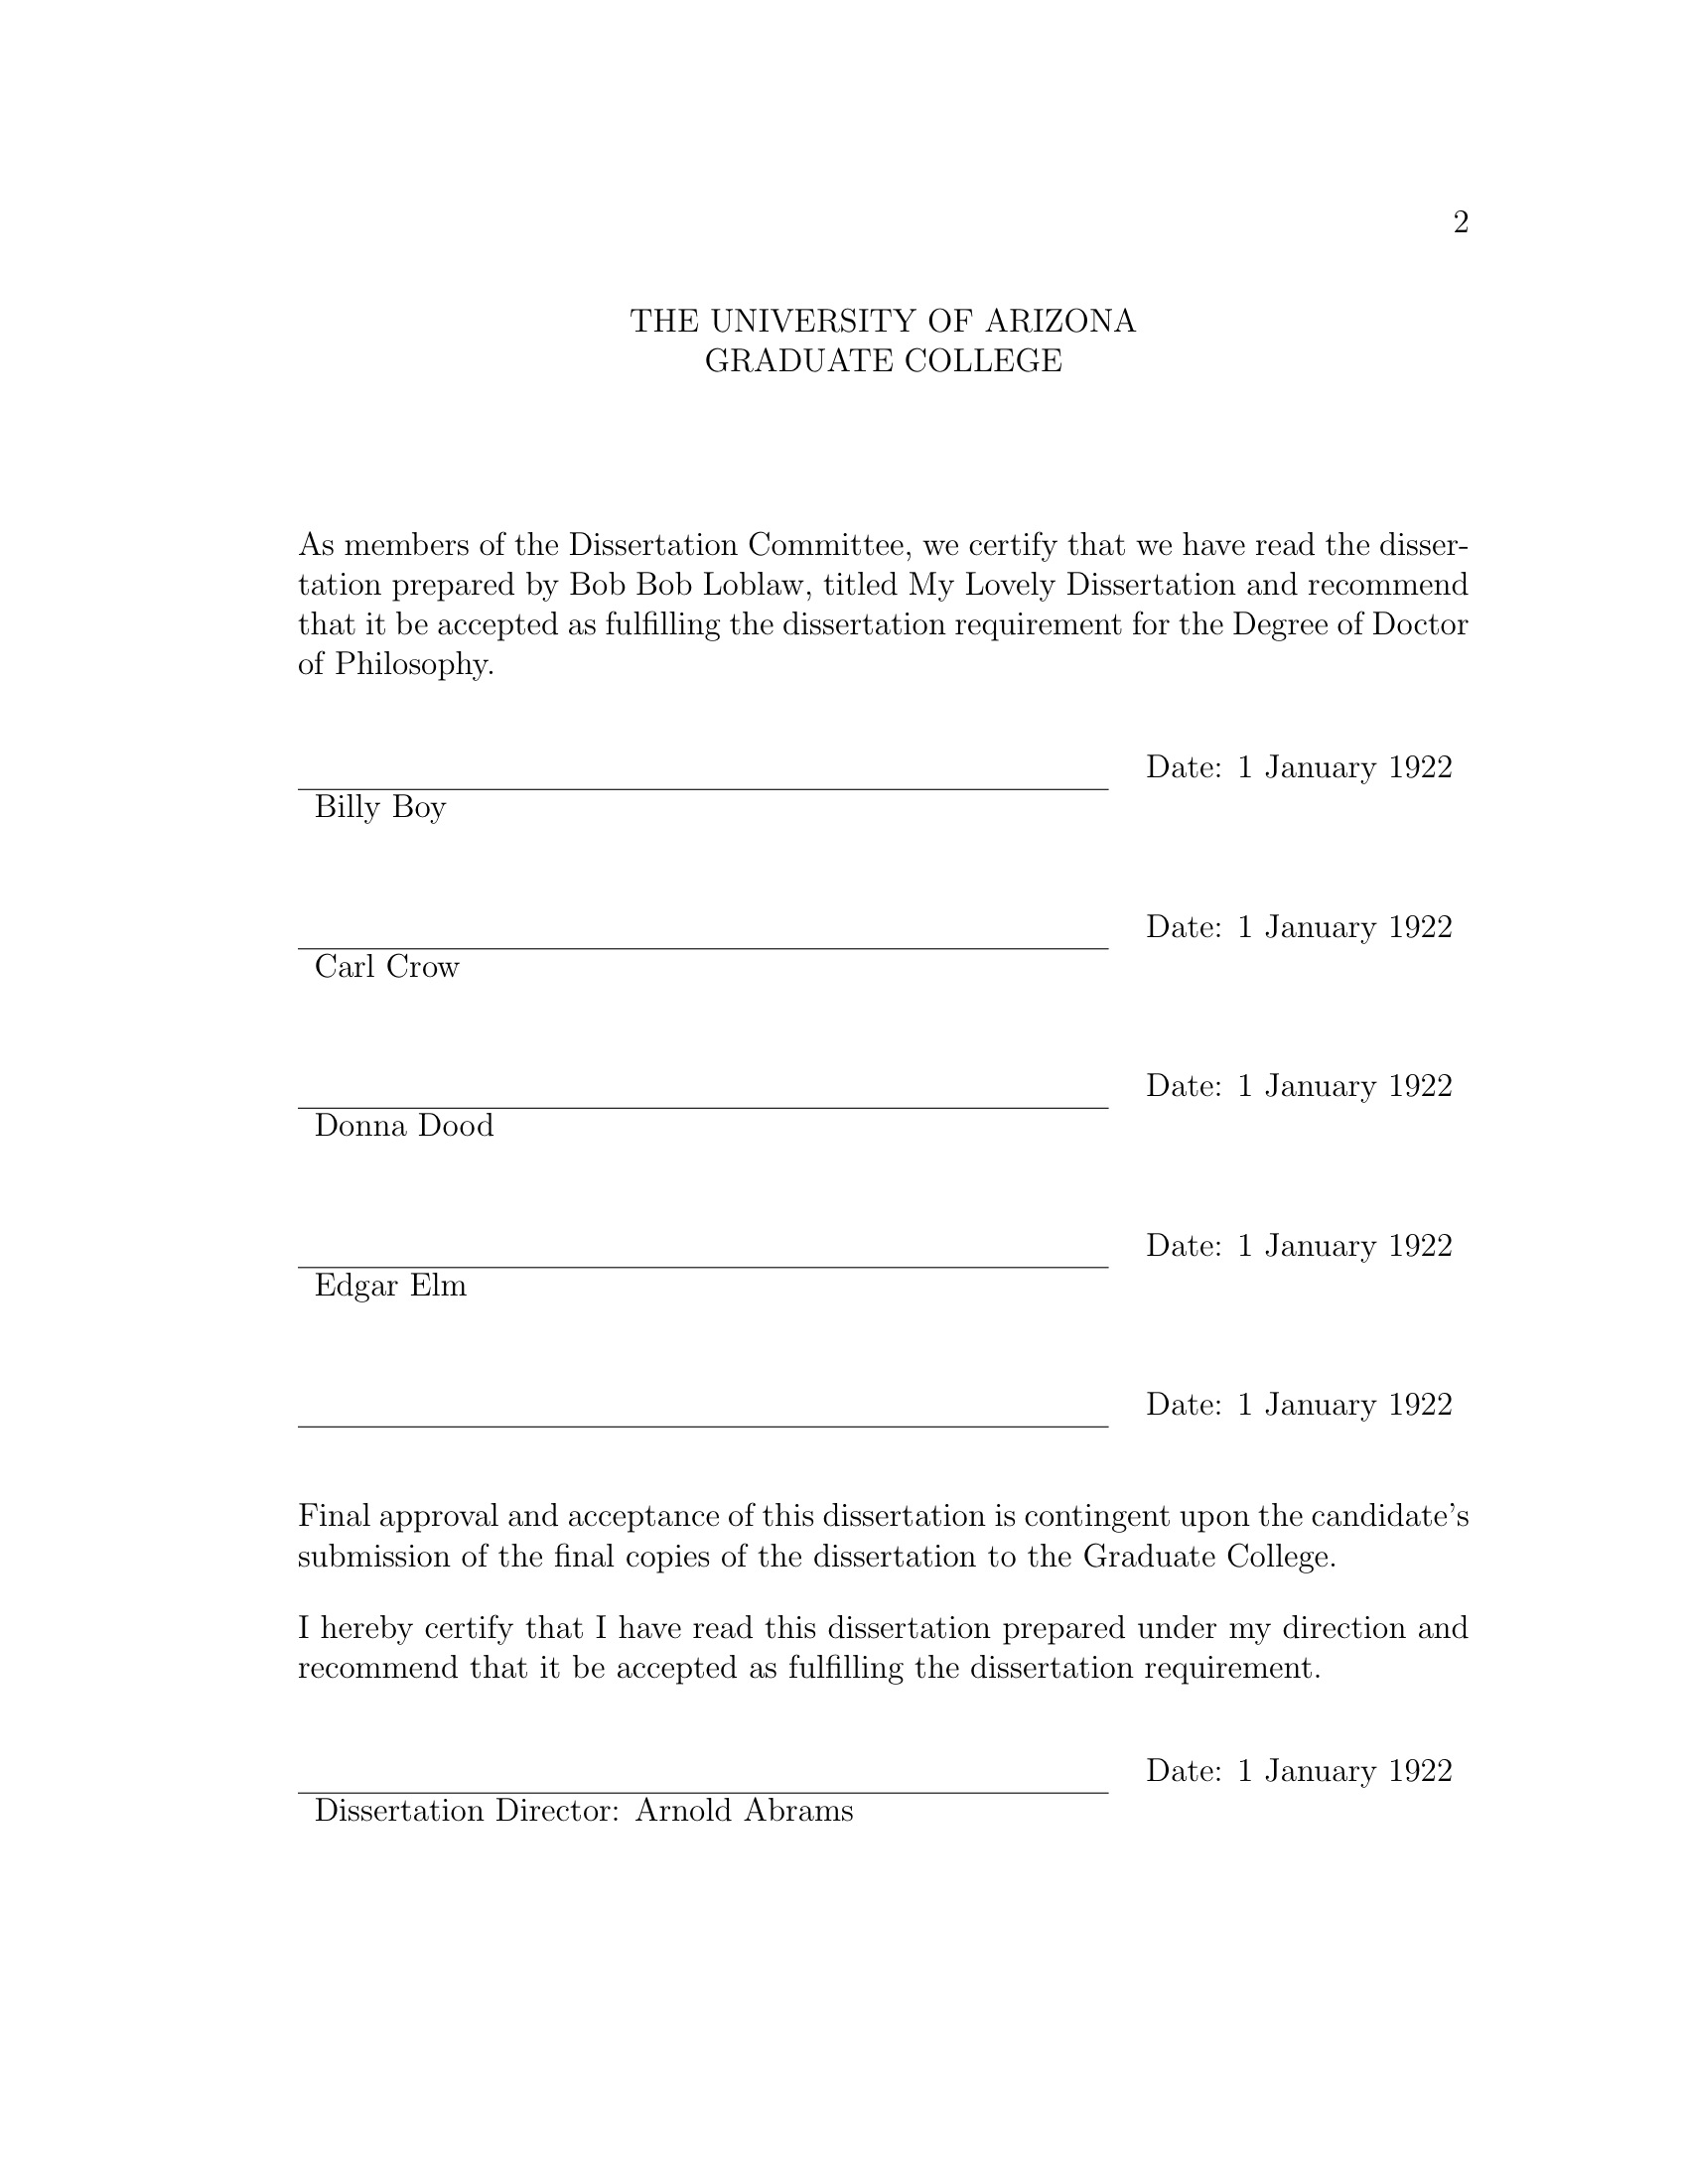 2
THE UNIVERSITY OF ARIZONA
GRADUATE COLLEGE
As members of the Dissertation Committee, we certify that we have read the disser-
tation prepared by Bob Bob Loblaw, titled My Lovely Dissertation and recommend
that it be accepted as fulfilling the dissertation requirement for the Degree of Doctor
of Philosophy.
Date: 1 January 1922
Billy Boy
Date: 1 January 1922
Carl Crow
Date: 1 January 1922
Donna Dood
Date: 1 January 1922
Edgar Elm
Date: 1 January 1922
Final approval and acceptance of this dissertation is contingent upon the candidate's
submission of the final copies of the dissertation to the Graduate College.
I hereby certify that I have read this dissertation prepared under my direction and
recommend that it be accepted as fulfilling the dissertation requirement.
Date: 1 January 1922
Dissertation Director: Arnold Abrams